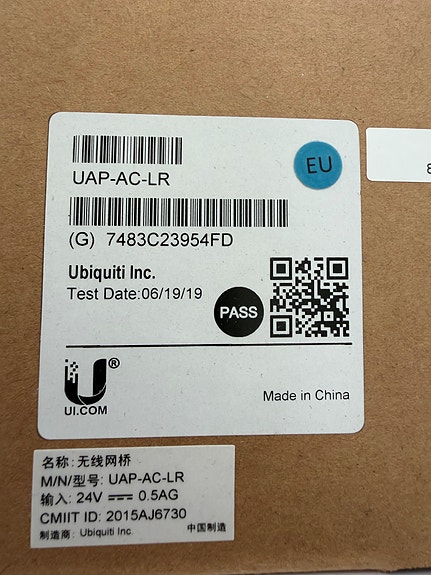 UAP-AC-LR
EU
(G) 7483C23954FD
Ubiquiti Inc.
Test Date:06/19/19
PASS
U®
UI.COM
Made in China
8
名称: 无线网桥
M/N/型号: UAP-AC-LR
输入: 24V ⎓ 0.5AG
CMIIT ID: 2015AJ6730
制造商: Ubiquiti Inc. 中国制造